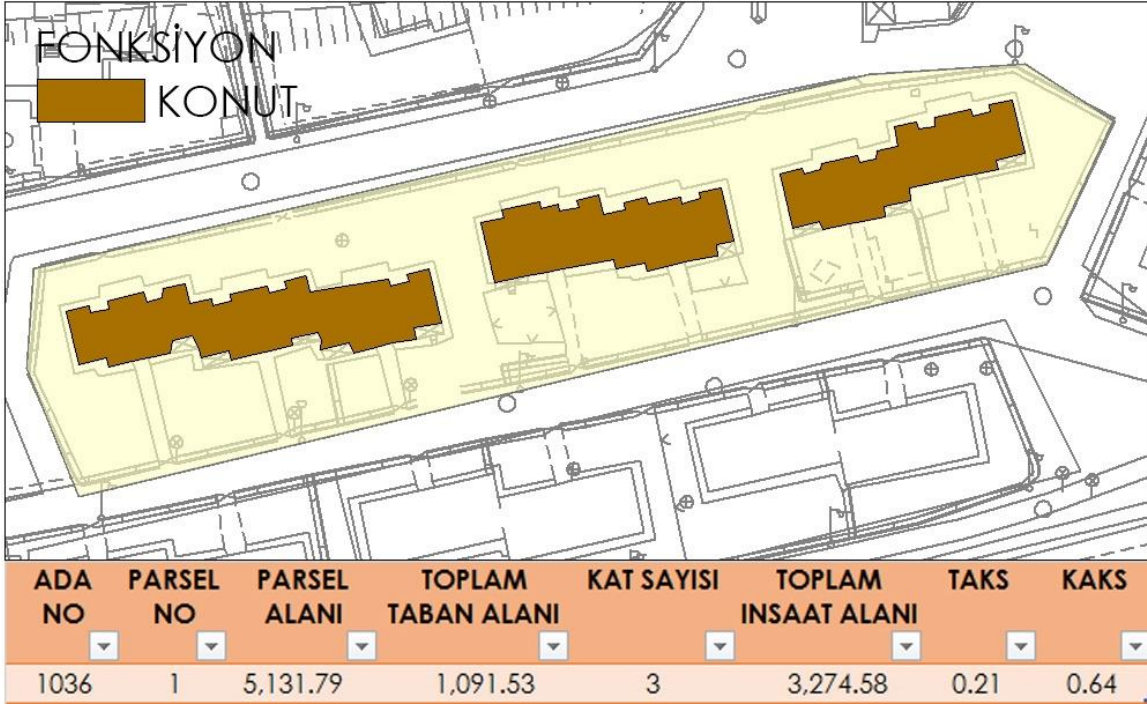 FONKSİYON
KONUT
ADA NO PARSEL NO PARSEL ALANI TOPLAM TABAN ALANI KAT SAYISI TOPLAM INSAAT ALANI TAKS KAKS
1036 1 5,131.79 1,091.53 3 3,274.58 0.21 0.64